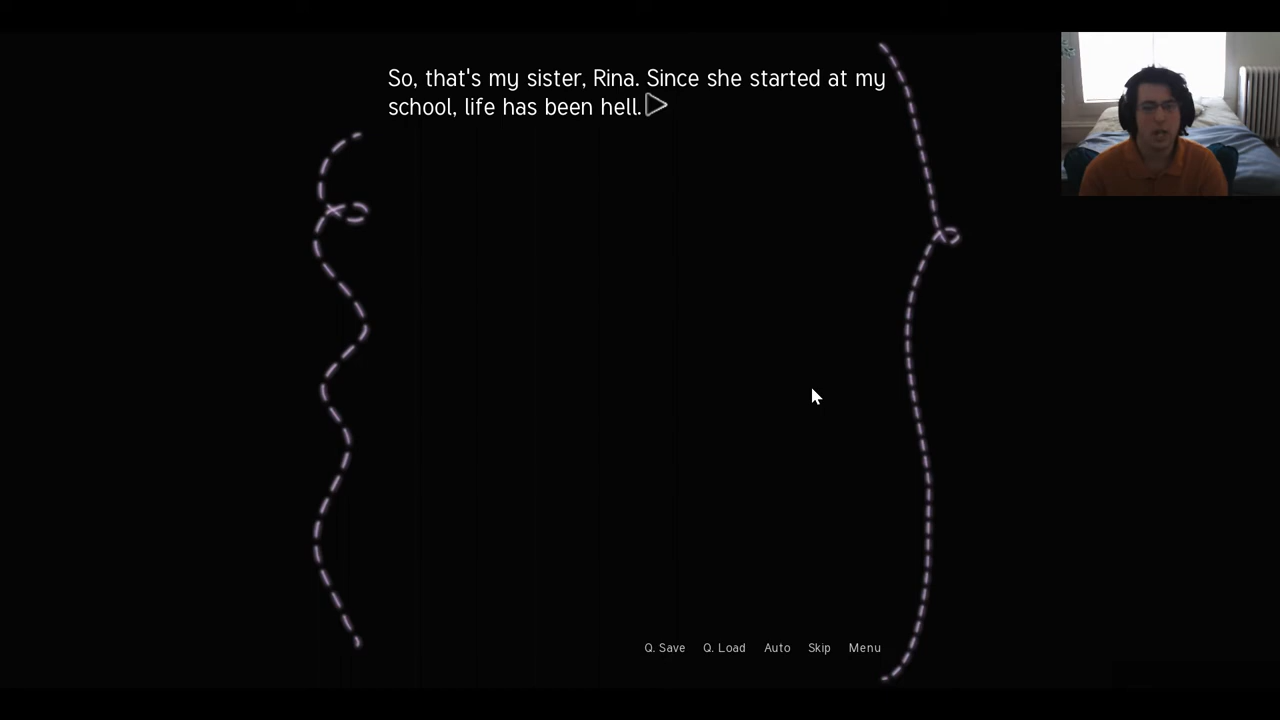 So, that's my sister, Rina. Since she started at my
school, life has been hell.
Q. Save Q. Load Auto Skip Menu